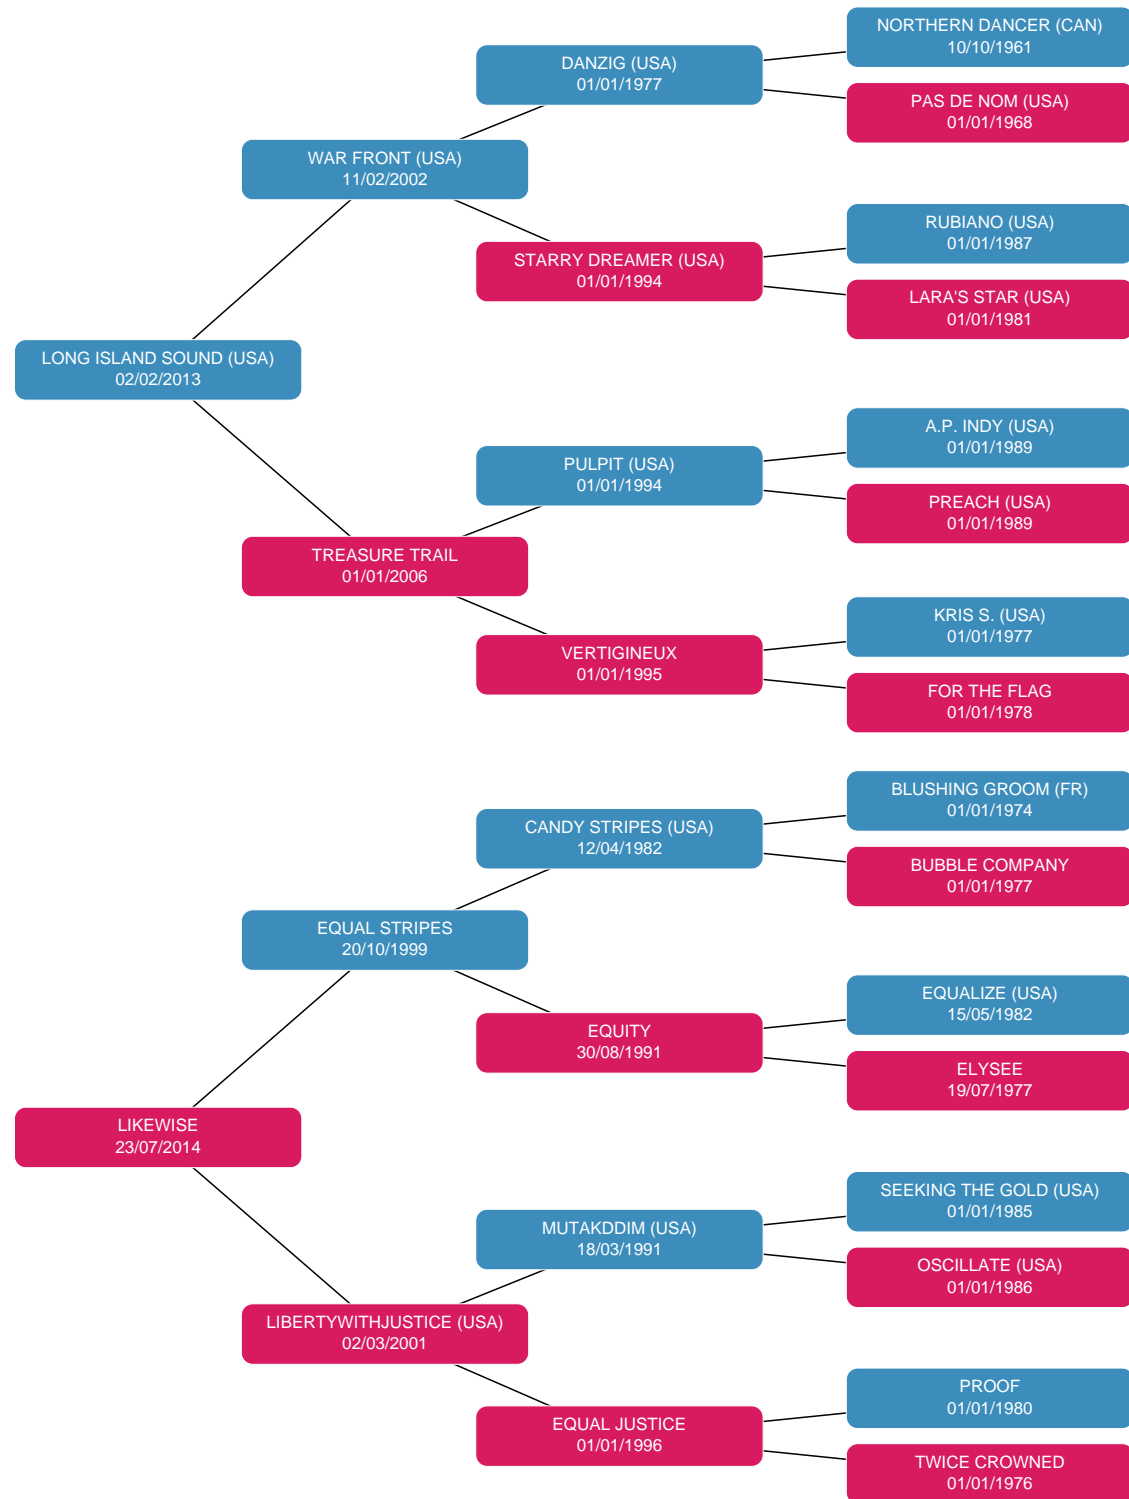 NORTHERN DANCER (CAN)
10/10/1961
DANZIG (USA)
01/01/1977
PAS DE NOM (USA)
01/01/1968
WAR FRONT (USA)
11/02/2002
RUBIANO (USA)
01/01/1987
STARRY DREAMER (USA)
01/01/1994
LARA'S STAR (USA)
01/01/1981
LONG ISLAND SOUND (USA)
02/02/2013
A.P. INDY (USA)
01/01/1989
PULPIT (USA)
01/01/1994
PREACH (USA)
01/01/1989
TREASURE TRAIL
01/01/2006
KRIS S. (USA)
01/01/1977
VERTIGINEUX
01/01/1995
FOR THE FLAG
01/01/1978
BLUSHING GROOM (FR)
01/01/1974
CANDY STRIPES (USA)
12/04/1982
BUBBLE COMPANY
01/01/1977
EQUAL STRIPES
20/10/1999
EQUALIZE (USA)
15/05/1982
EQUITY
30/08/1991
ELYSEE
19/07/1977
LIKEWISE
23/07/2014
SEEKING THE GOLD (USA)
01/01/1985
MUTAKDDIM (USA)
18/03/1991
OSCILLATE (USA)
01/01/1986
LIBERTYWITHJUSTICE (USA)
02/03/2001
PROOF
01/01/1980
EQUAL JUSTICE
01/01/1996
TWICE CROWNED
01/01/1976